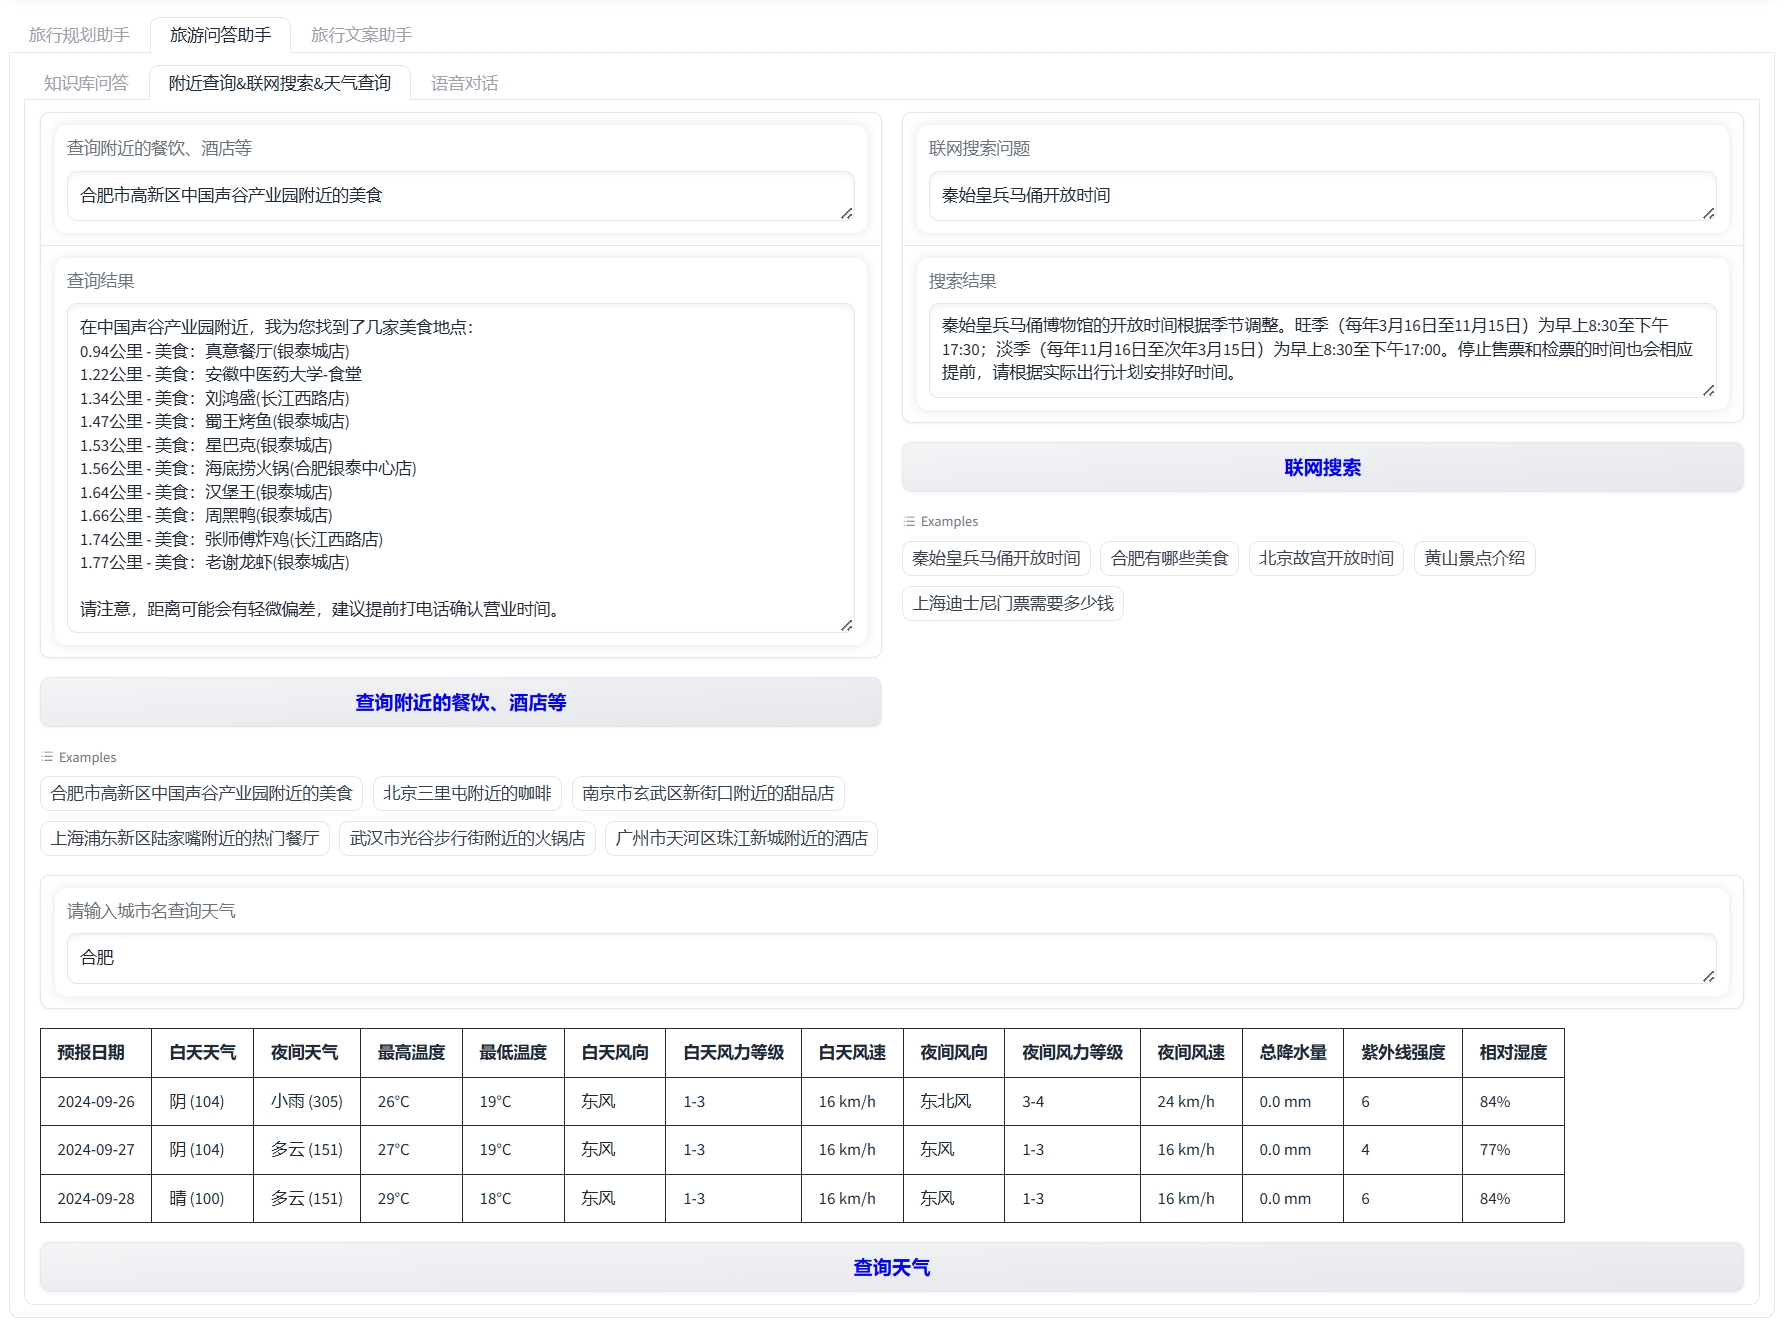 旅行规划助手
旅游问答助手
旅行文案助手
知识库问答
附近查询&联网搜索&天气查询
语音对话
查询附近的餐饮、酒店等
合肥市高新区中国声谷产业园附近的美食
查询结果
在中国声谷产业园附近，我为您找到了几家美食地点：
0.94公里 - 美食：真意餐厅(银泰城店)
1.22公里 - 美食：安徽中医药大学-食堂
1.34公里 - 美食：刘鸿盛(长江西路店)
1.47公里 - 美食：蜀王烤鱼(银泰城店)
1.53公里 - 美食：星巴克(银泰城店)
1.56公里 - 美食：海底捞火锅(合肥银泰中心店)
1.64公里 - 美食：汉堡王(银泰城店)
1.66公里 - 美食：周黑鸭(银泰城店)
1.74公里 - 美食：张师傅炸鸡(长江西路店)
1.77公里 - 美食：老谢龙虾(银泰城店)
请注意，距离可能会有轻微偏差，建议提前打电话确认营业时间。
查询附近的餐饮、酒店等
Examples
合肥市高新区中国声谷产业园附近的美食
北京三里屯附近的咖啡
南京市玄武区新街口附近的甜品店
上海浦东新区陆家嘴附近的热门餐厅
武汉市光谷步行街附近的火锅店
广州市天河区珠江新城附近的酒店
联网搜索问题
秦始皇兵马俑开放时间
搜索结果
秦始皇兵马俑博物馆的开放时间根据季节调整。旺季（每年3月16日至11月15日）为早上8:30至下午
17:30；淡季（每年11月16日至次年3月15日）为早上8:30至下午17:00。停止售票和检票的时间也会相应
提前，请根据实际出行计划安排好时间。
联网搜索
Examples
秦始皇兵马俑开放时间
合肥有哪些美食
北京故宫开放时间
黄山景点介绍
上海迪士尼门票需要多少钱
请输入城市名查询天气
合肥
预报日期 白天天气 夜间天气 最高温度 最低温度 白天风向 白天风力等级 白天风速 夜间风向 夜间风力等级 夜间风速 总降水量 紫外线强度 相对湿度
2024-09-26 阴 (104) 小雨 (305) 26°C 19°C 东风 1-3 16 km/h 东北风 3-4 24 km/h 0.0 mm 6 84%
2024-09-27 阴 (104) 多云 (151) 27°C 19°C 东风 1-3 16 km/h 东风 1-3 16 km/h 0.0 mm 4 77%
2024-09-28 晴 (100) 多云 (151) 29°C 18°C 东风 1-3 16 km/h 东风 1-3 16 km/h 0.0 mm 6 84%
查询天气